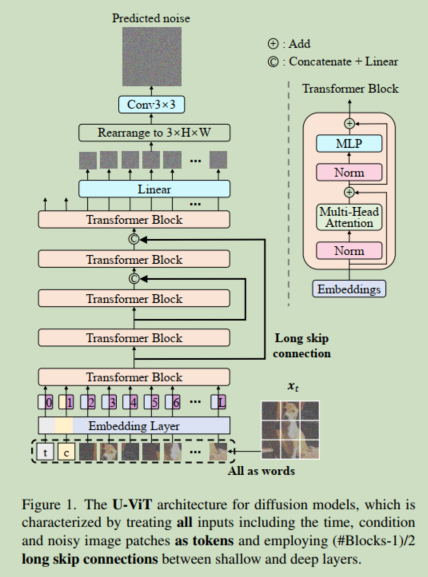 Predicted noise
+ : Add
C : Concatenate + Linear
Transformer Block
Conv3×3
Rearrange to 3×H×W
MLP
Norm
...
Linear
...
Multi-Head
Attention
Transformer Block
C
Norm
Transformer Block
C
Embeddings
Transformer Block
Transformer Block
Long skip
connection
Transformer Block
0 1 2 3 4 5 6 ... L
xₜ
Embedding Layer
t c ...
All as words
Figure 1. The U-ViT architecture for diffusion models, which is
characterized by treating all inputs including the time, condition
and noisy image patches as tokens and employing (#Blocks-1)/2
long skip connections between shallow and deep layers.